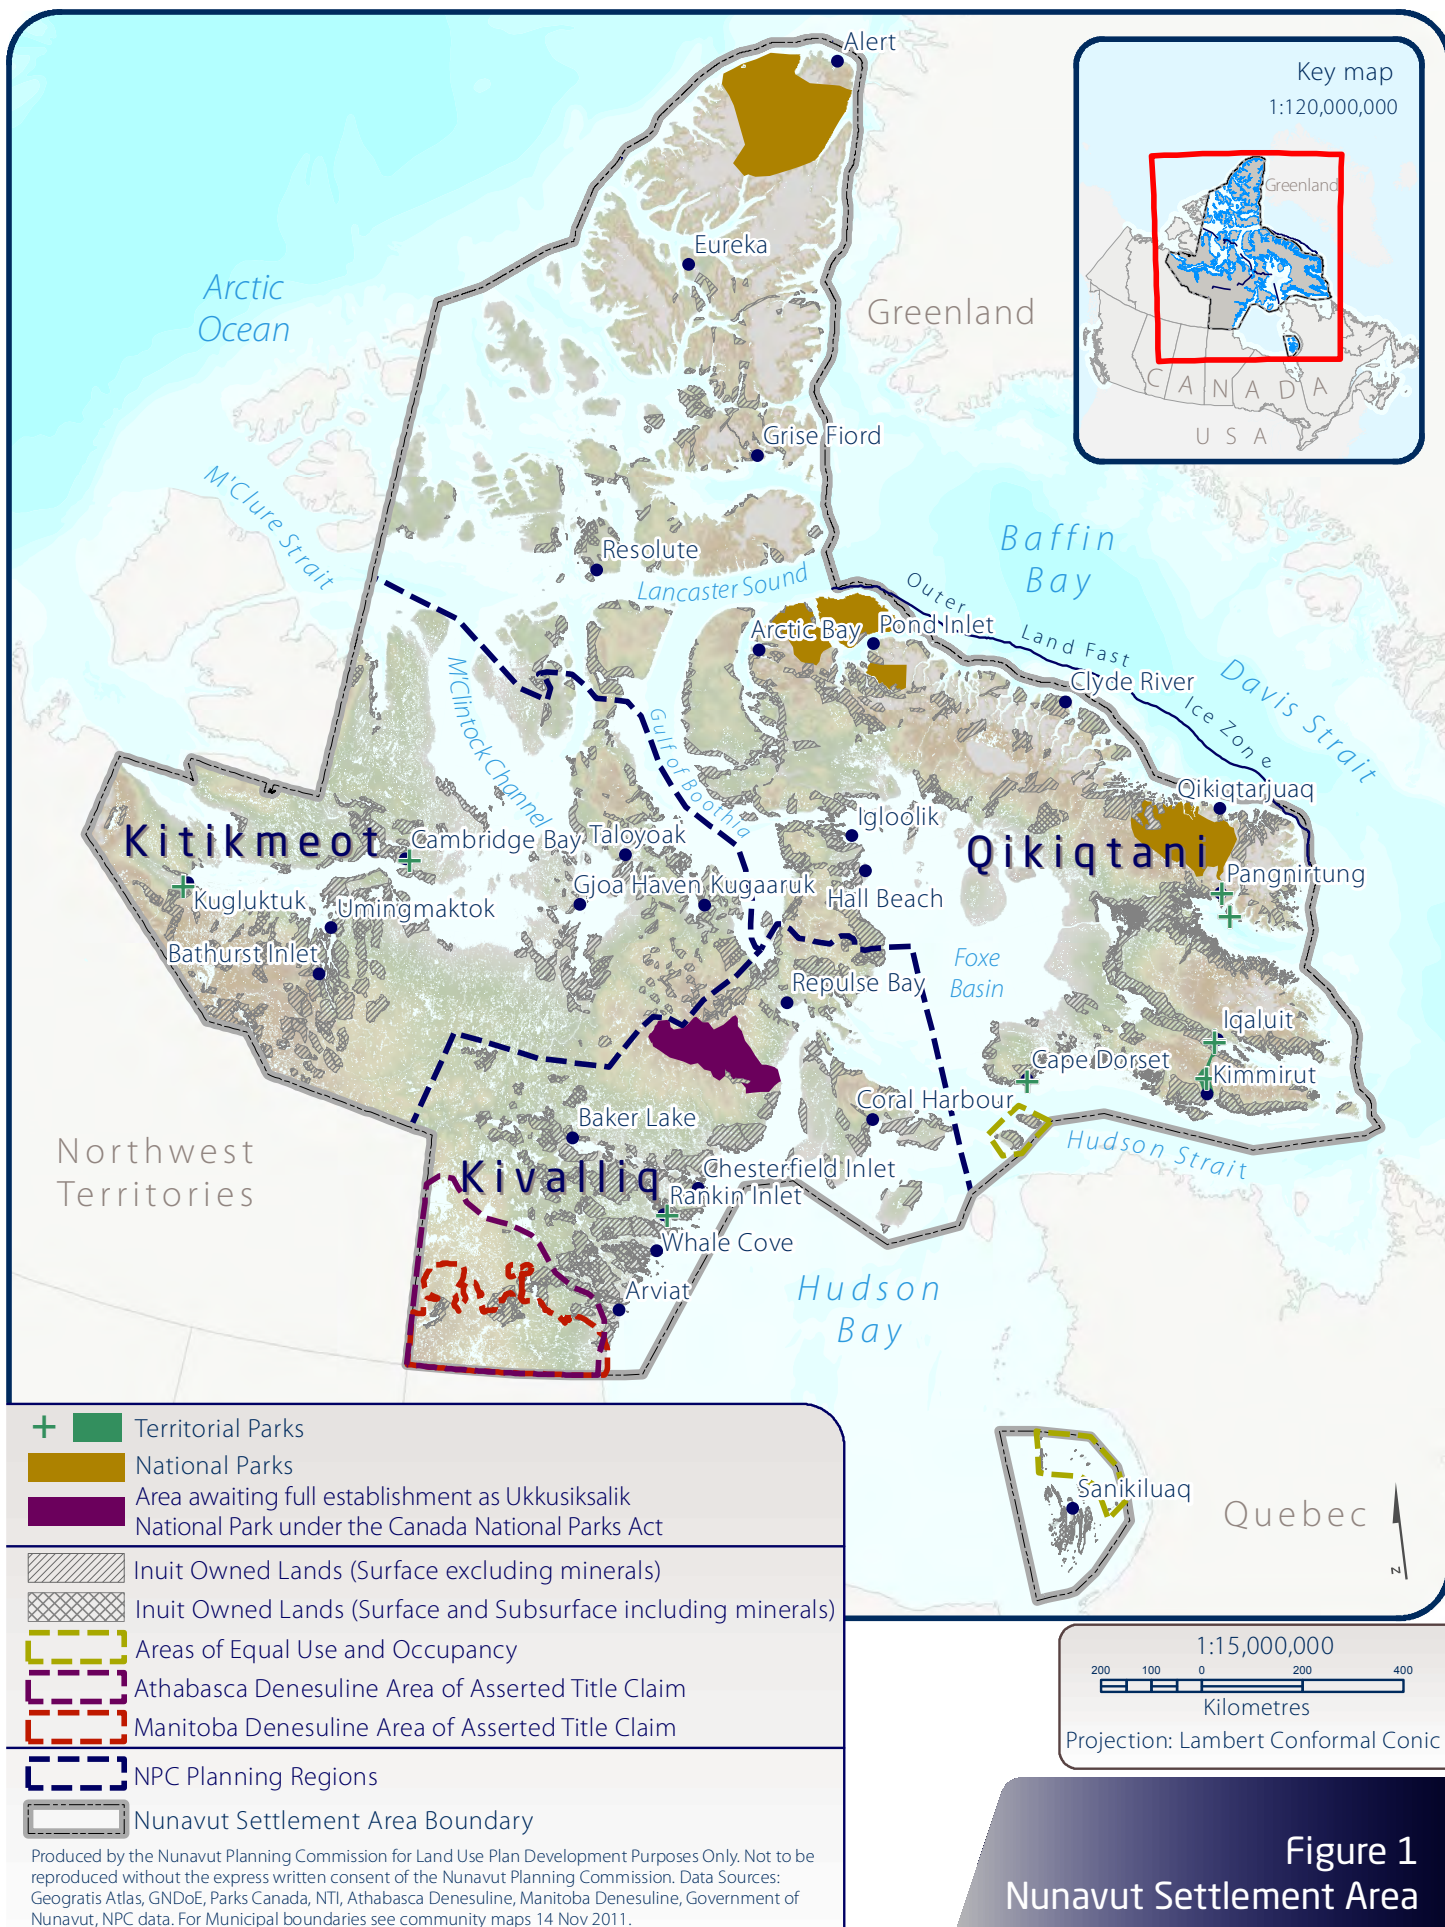 Alert
Key map
1:120,000,000
Greenland
CANADA
USA
Eureka
Arctic
Ocean
Greenland
Grise Fiord
M'Clure Strait
Baffin
Bay
Resolute
Lancaster Sound
Outer
Land Fast
Ice Zone
Arctic Bay
Pond Inlet
Davis Strait
M'Clintock Channel
Gulf of Boothia
Clyde River
Qikiqtarjuaq
Igloolik
Kitikmeot
Cambridge Bay
Taloyoak
Qikiqtani
Kugluktuk
Umingmaktok
Gjoa Haven
Kugaaruk
Hall Beach
Pangnirtung
Bathurst Inlet
Foxe
Basin
Repulse Bay
Iqaluit
Cape Dorset
Kimmirut
Coral Harbour
Baker Lake
Northwest
Territories
Hudson Strait
Kivalliq
Chesterfield Inlet
Rankin Inlet
Whale Cove
Hudson
Bay
Arviat
Sanikiluaq
Quebec
N
Territorial Parks
National Parks
Area awaiting full establishment as Ukkusiksalik
National Park under the Canada National Parks Act
Inuit Owned Lands (Surface excluding minerals)
Inuit Owned Lands (Surface and Subsurface including minerals)
Areas of Equal Use and Occupancy
Athabasca Denesuline Area of Asserted Title Claim
Manitoba Denesuline Area of Asserted Title Claim
NPC Planning Regions
Nunavut Settlement Area Boundary
Produced by the Nunavut Planning Commission for Land Use Plan Development Purposes Only. Not to be
reproduced without the express written consent of the Nunavut Planning Commission. Data Sources:
Geogratis Atlas, GNDoE, Parks Canada, NTI, Athabasca Denesuline, Manitoba Denesuline, Government of
Nunavut, NPC data. For Municipal boundaries see community maps 14 Nov 2011.
1:15,000,000
200 100 0 200 400
Kilometres
Projection: Lambert Conformal Conic
Figure 1
Nunavut Settlement Area